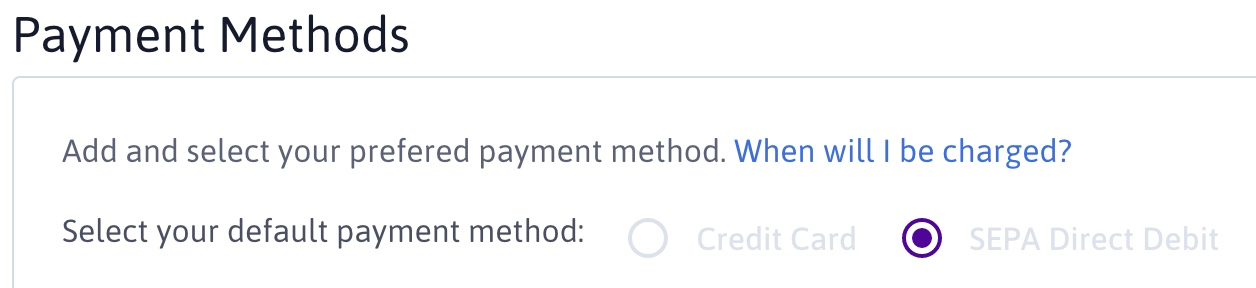 Payment Methods
Add and select your prefered payment method. When will I be charged?
Select your default payment method: Credit Card SEPA Direct Debit